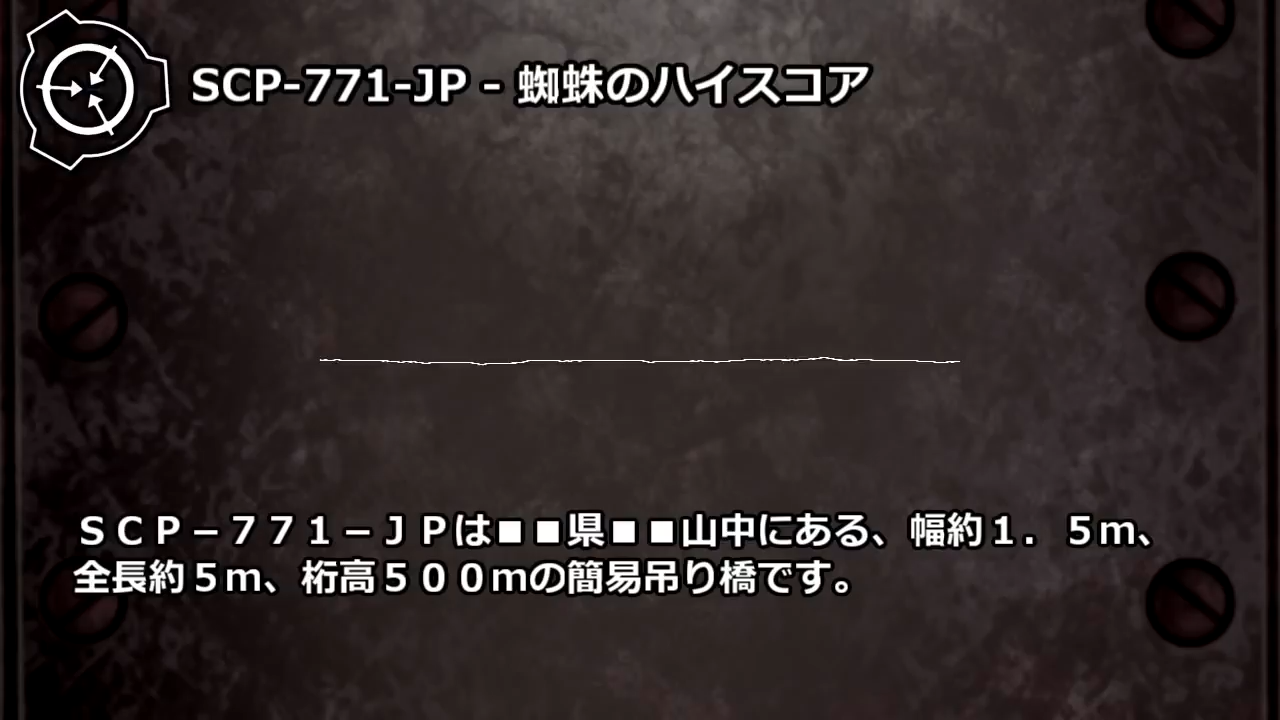 SCP-771-JP - 蜘蛛のハイスコア
ＳＣＰ－７７１－ＪＰは■■県■■山中にある、幅約１．５ｍ、
全長約５ｍ、桁高５００ｍの簡易吊り橋です。